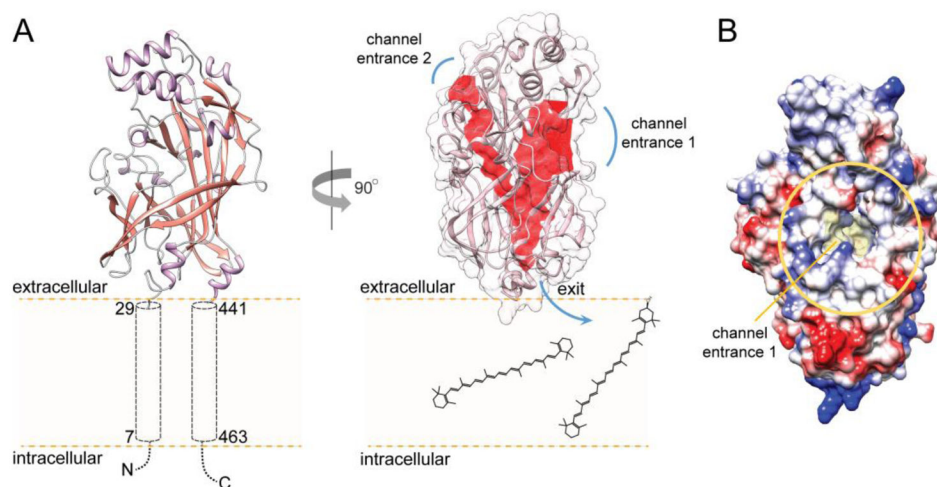 A
channel
entrance 2
channel
entrance 1
90°
extracellular
29
441
7
463
intracellular
N
C
extracellular
exit
intracellular
B
channel
entrance 1